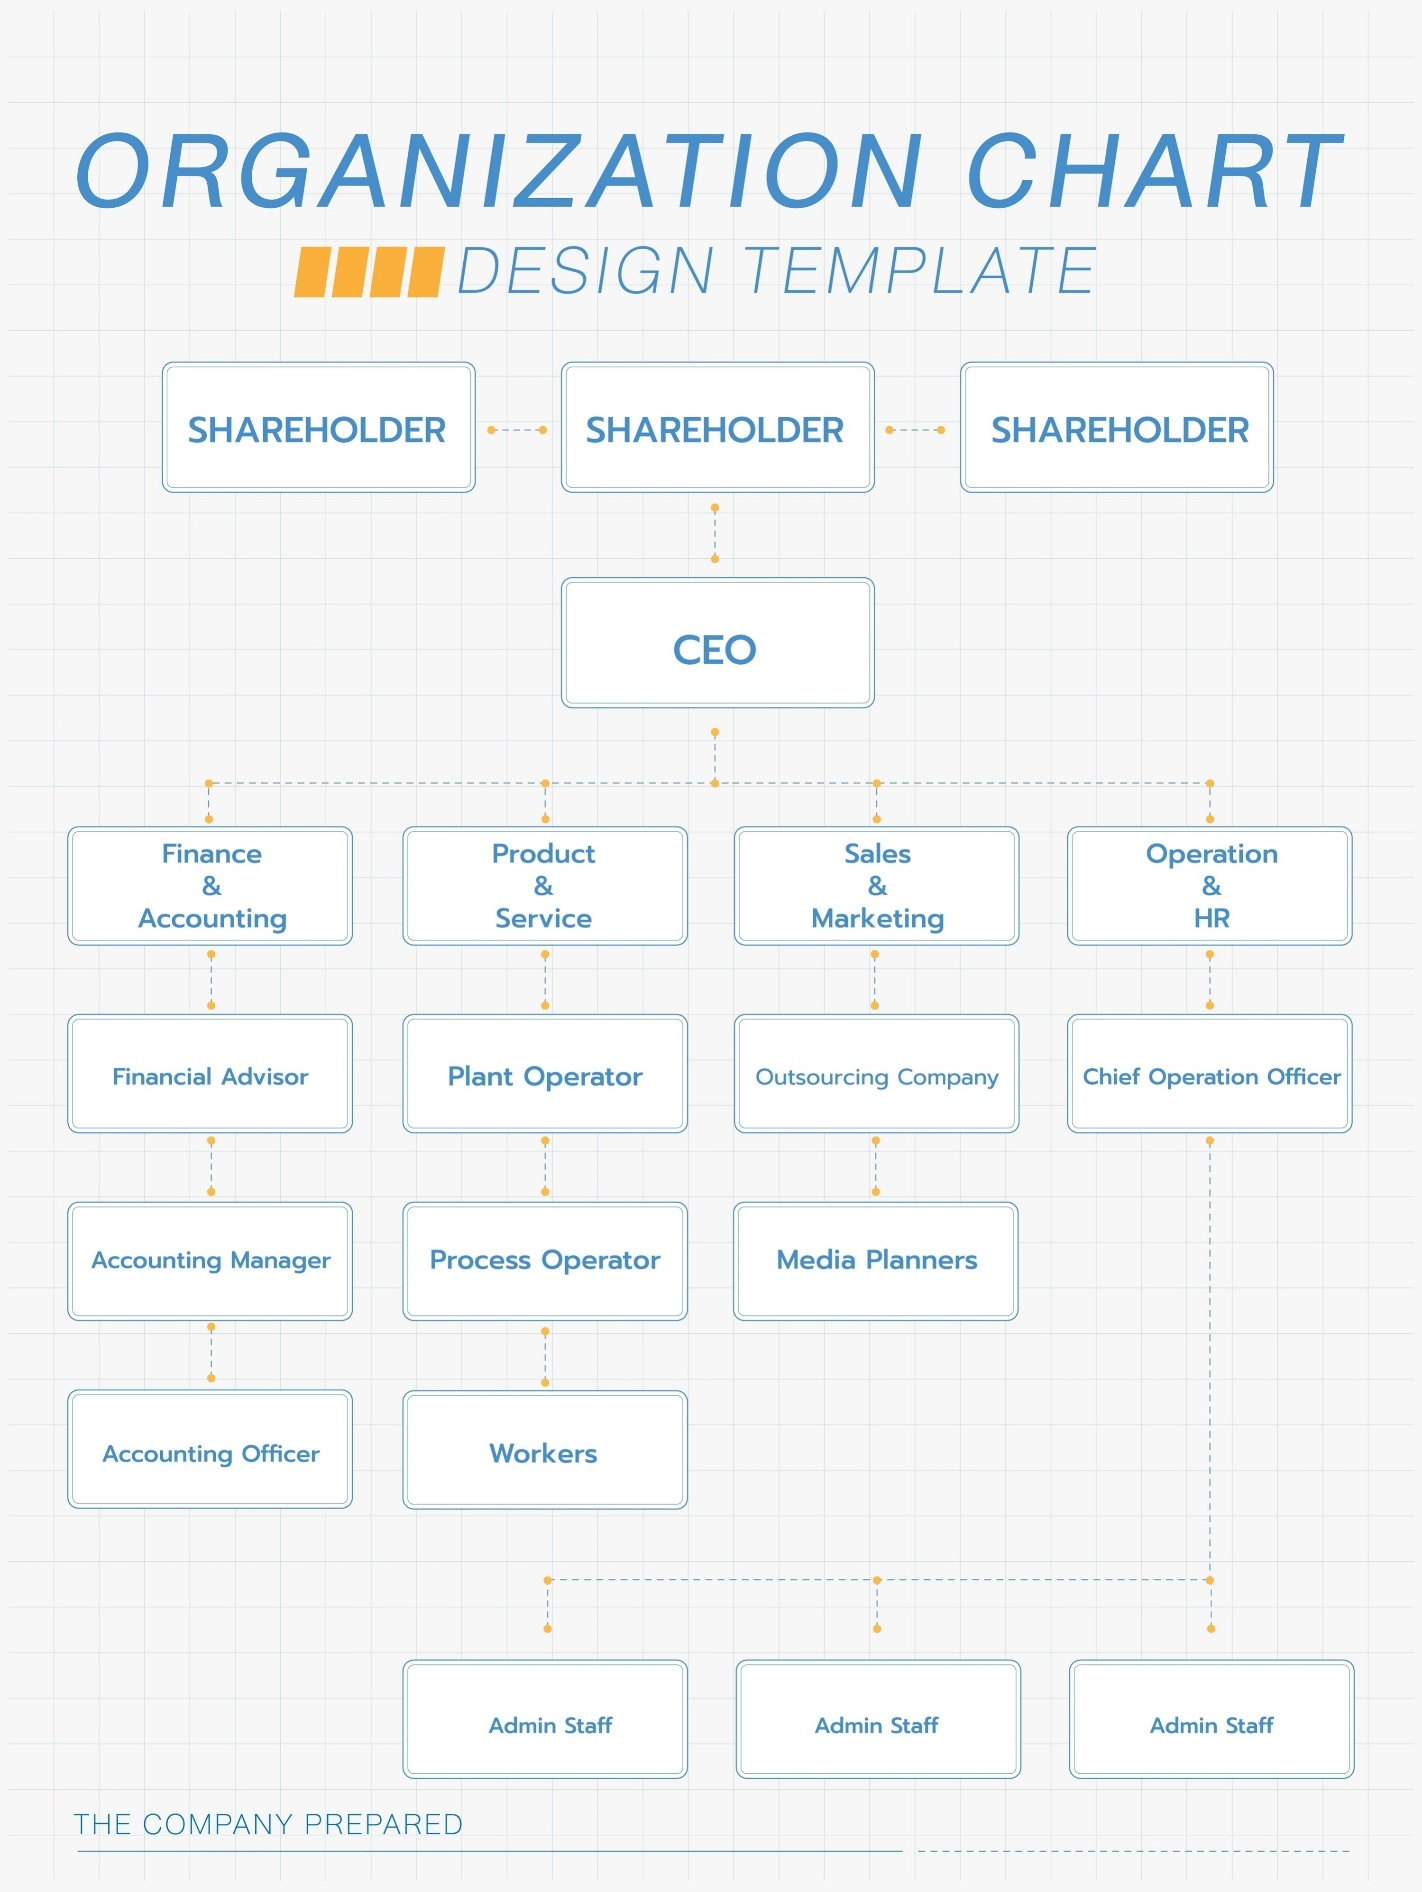 ORGANIZATION CHART
DESIGN TEMPLATE
SHAREHOLDER
SHAREHOLDER
SHAREHOLDER
CEO
Finance
&
Accounting
Product
&
Service
Sales
&
Marketing
Operation
&
HR
Financial Advisor
Plant Operator
Outsourcing Company
Chief Operation Officer
Accounting Manager
Process Operator
Media Planners
Accounting Officer
Workers
Admin Staff
Admin Staff
Admin Staff
THE COMPANY PREPARED